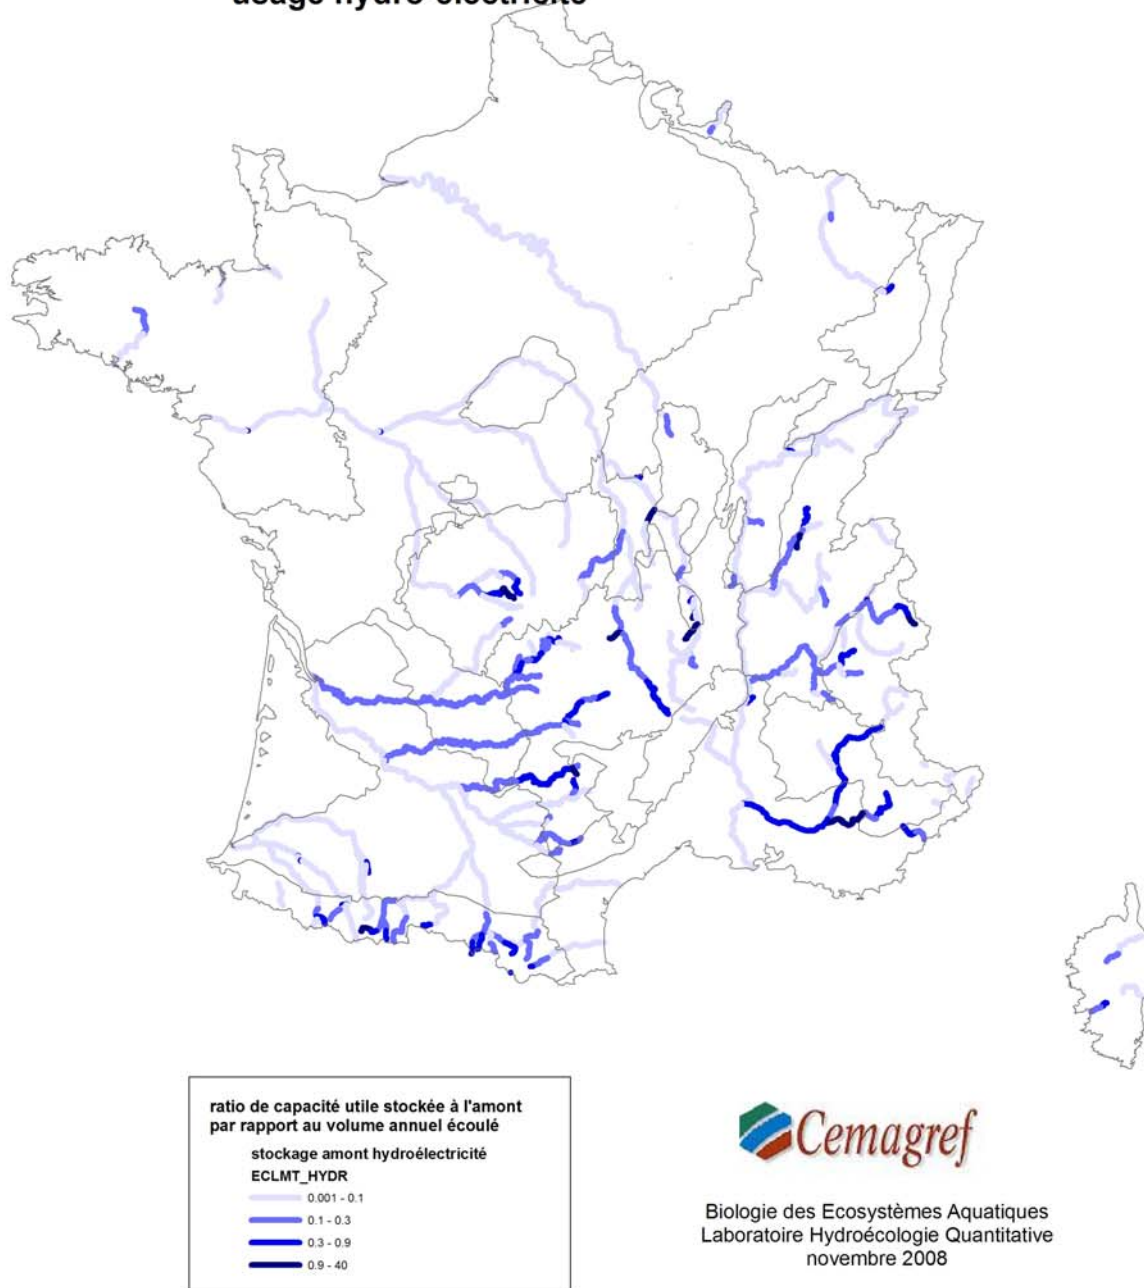 usage hydro-électricité
ratio de capacité utile stockée à l'amont
par rapport au volume annuel écoulé
stockage amont hydroélectricité
ECLMT_HYDR
0.001 - 0.1
0.1 - 0.3
0.3 - 0.9
0.9 - 40
Cemagref
Biologie des Ecosystèmes Aquatiques
Laboratoire Hydroécologie Quantitative
novembre 2008